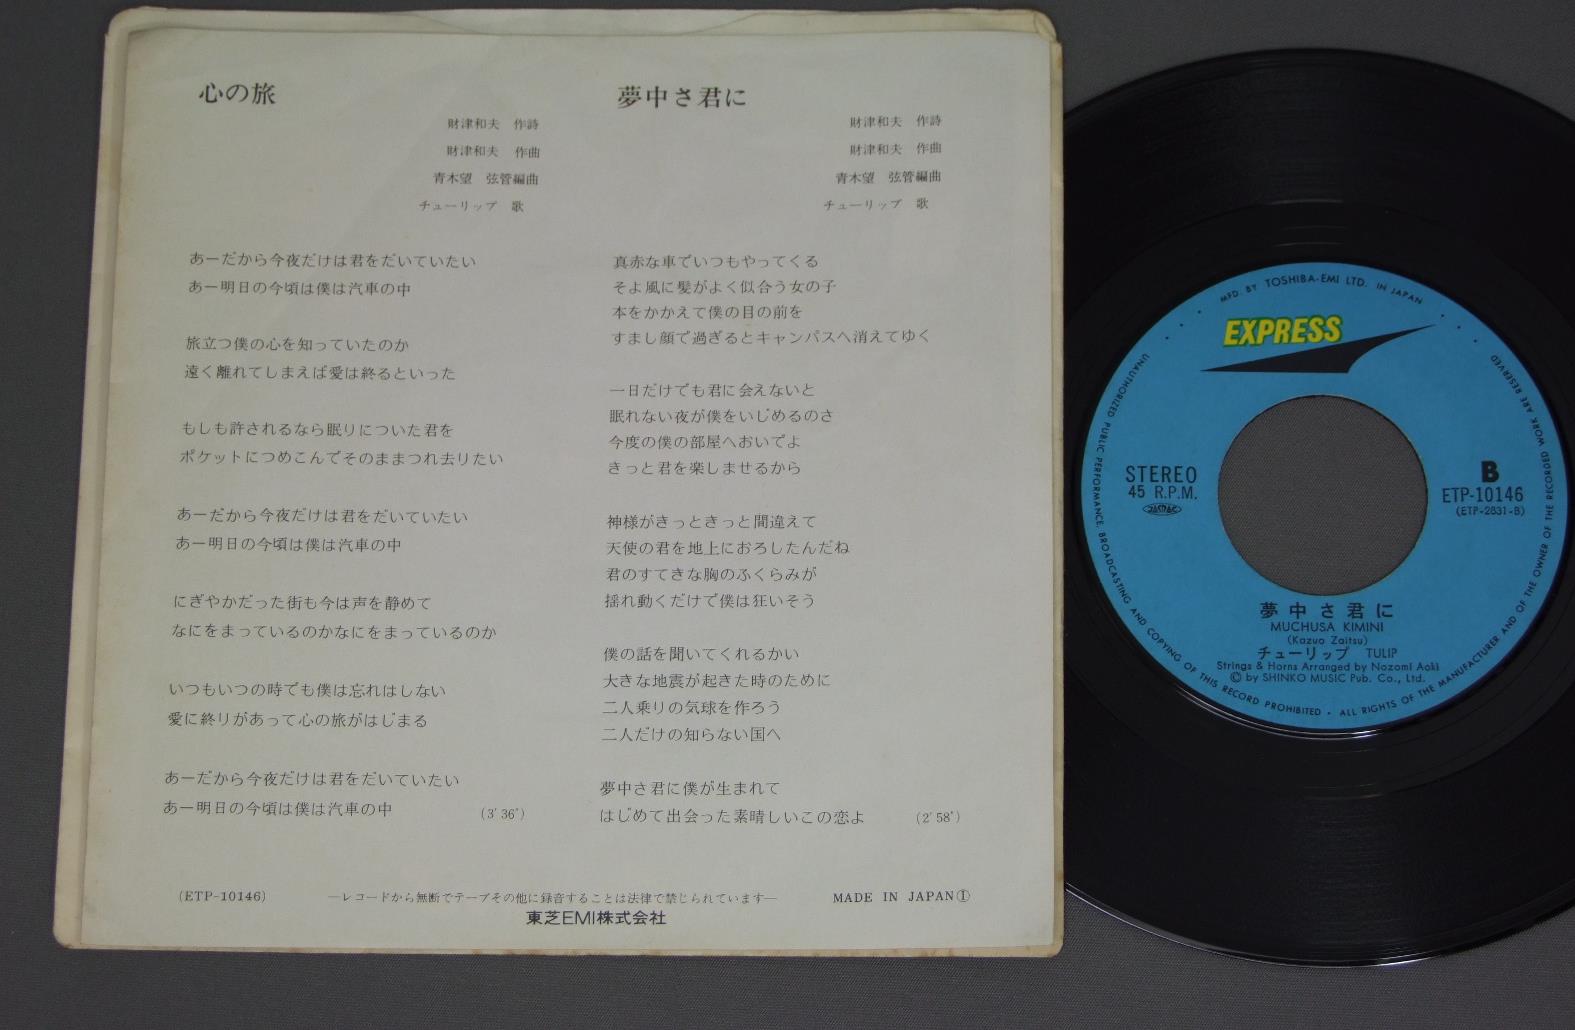 心の旅
財津和夫　作詩
財津和夫　作曲
青木望　弦管編曲
チューリップ　歌
あーだから今夜だけは君をだいていたい
あー明日の今頃は僕は汽車の中
旅立つ僕の心を知っていたのか
遠く離れてしまえば愛は終るといった
もしも許されるなら眠りについた君を
ポケットにつめこんでそのままつれ去りたい
あーだから今夜だけは君をだいていたい
あー明日の今頃は僕は汽車の中
にぎやかだった街も今は声を静めて
なにをまっているのかなにをまっているのか
いつもいつの時でも僕は忘れはしない
愛に終りがあって心の旅がはじまる
あーだから今夜だけは君をだいていたい
あー明日の今頃は僕は汽車の中　(3′36″)
夢中さ君に
財津和夫　作詩
財津和夫　作曲
青木望　弦管編曲
チューリップ　歌
真赤な車でいつもやってくる
そよ風に髪がよく似合う女の子
本をかかえて僕の目の前を
すまし顔で過ぎるとキャンパスへ消えてゆく
一日だけでも君に会えないと
眠れない夜が僕をいじめるのさ
今度の僕の部屋へおいでよ
きっと君を楽しませるから
神様がきっときっと間違えて
天使の君を地上におろしたんだね
君のすてきな胸のふくらみが
揺れ動くだけで僕は狂いそう
僕の話を聞いてくれるかい
大きな地震が起きた時のために
二人乗りの気球を作ろう
二人だけの知らない国へ
夢中さ君に僕が生まれて
はじめて出会った素晴しいこの恋よ　(2′58″)
(ETP-10146)　―レコードから無断でテープその他に録音することは法律で禁じられています―　MADE IN JAPAN①
東芝EMI株式会社
MFD. BY TOSHIBA-EMI LTD. IN JAPAN
EXPRESS
STEREO
45 R.P.M.
JASRAC
B
ETP-10146
(ETP-2831-B)
夢中さ君に
MUCHUSA KIMINI
(Kazuo Zaitsu)
チューリップ TULIP
Strings & Horns Arranged by Nozomi Aoki
Ⓒ by SHINKO MUSIC Pub. Co., Ltd.
UNAUTHORIZED PUBLIC PERFORMANCE, BROADCASTING AND COPYING OF THIS RECORD PROHIBITED • ALL RIGHTS OF THE MANUFACTURER AND OF THE OWNER OF THE RECORDED WORK ARE RESERVED